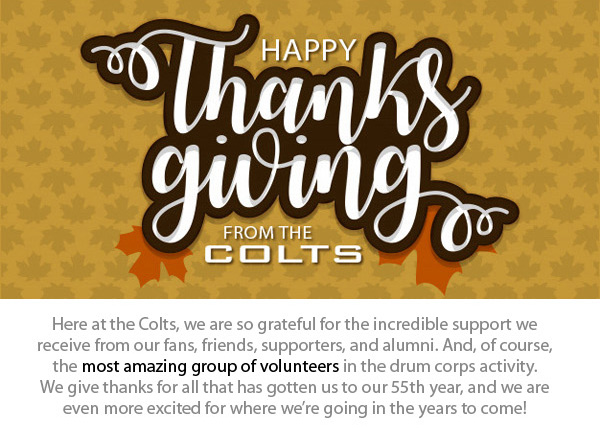 HAPPY
Thanks
giving
FROM THE
COLTS
Here at the Colts, we are so grateful for the incredible support we
receive from our fans, friends, supporters, and alumni. And, of course,
the most amazing group of volunteers in the drum corps activity.
We give thanks for all that has gotten us to our 55th year, and we are
even more excited for where we're going in the years to come!